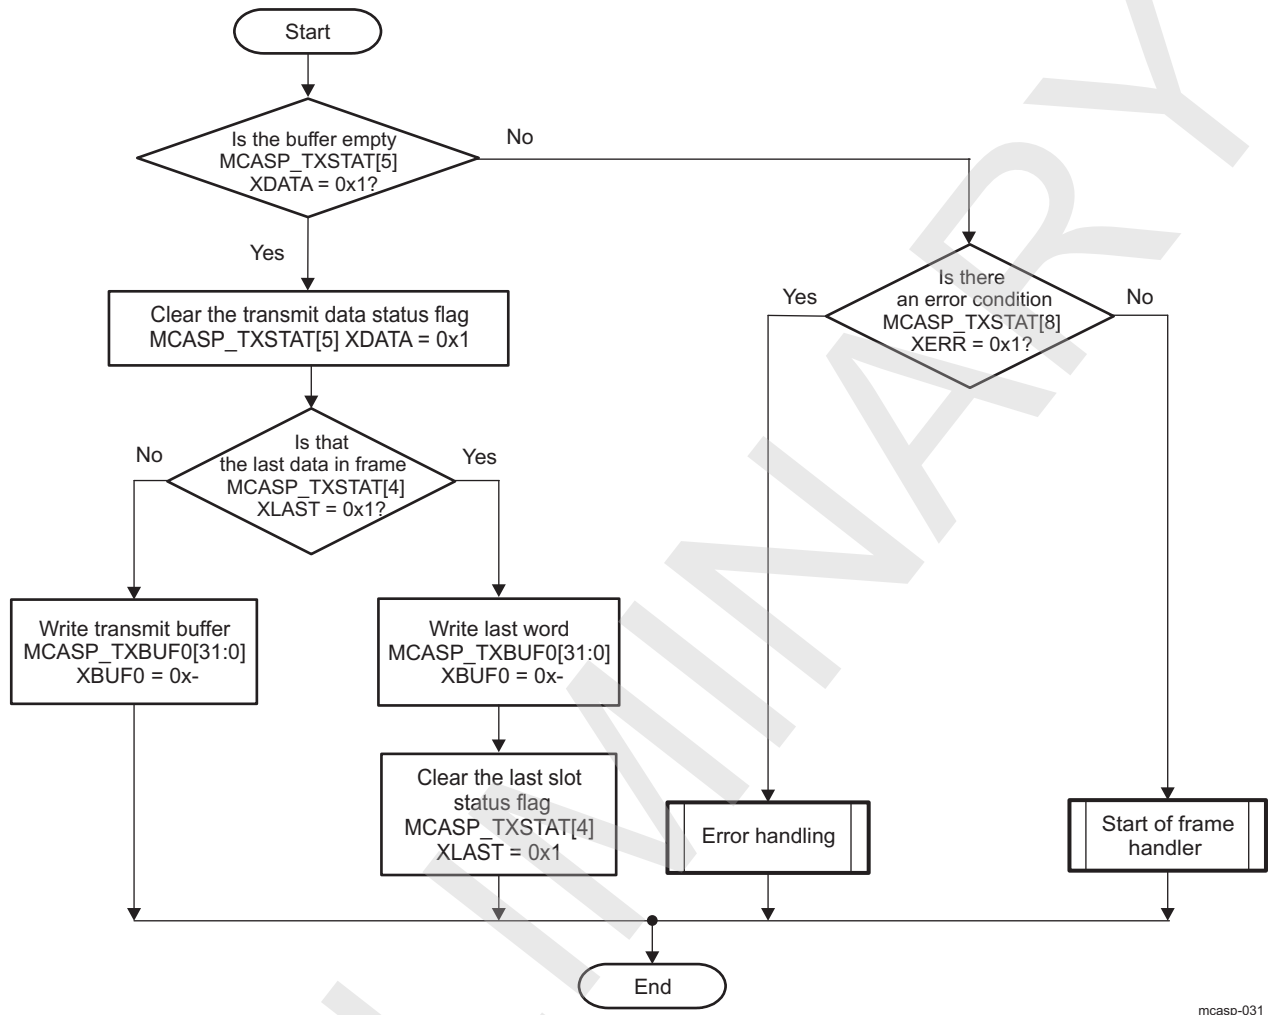 Start
Is the buffer empty
MCASP_TXSTAT[5]
XDATA = 0x1?
No
Yes
Clear the transmit data status flag
MCASP_TXSTAT[5] XDATA = 0x1
Is there
an error condition
MCASP_TXSTAT[8]
XERR = 0x1?
Yes
No
Is that
the last data in frame
MCASP_TXSTAT[4]
XLAST = 0x1?
No
Yes
Write transmit buffer
MCASP_TXBUF0[31:0]
XBUF0 = 0x-
Write last word
MCASP_TXBUF0[31:0]
XBUF0 = 0x-
Clear the last slot
status flag
MCASP_TXSTAT[4]
XLAST = 0x1
Error handling
Start of frame
handler
End
mcasp-031
IMINARY